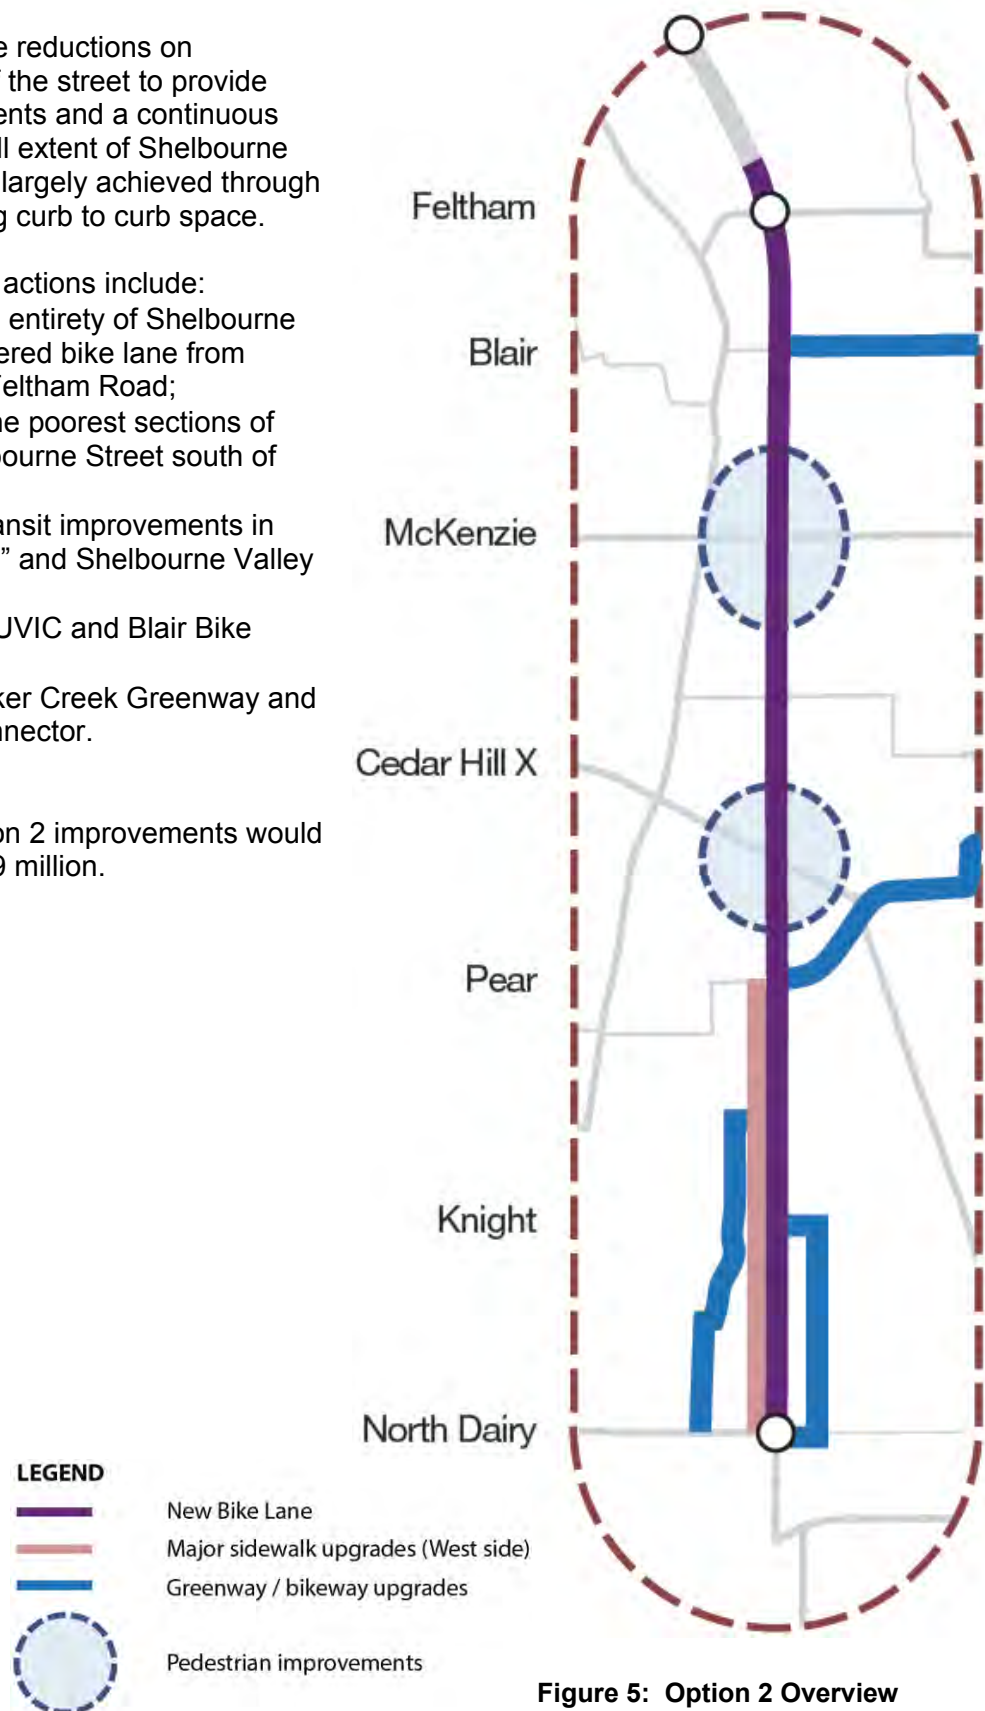 e reductions on
f the street to provide
ents and a continuous
ll extent of Shelbourne
largely achieved through
g curb to curb space.
actions include:
entirety of Shelbourne
ered bike lane from
Feltham Road;
ne poorest sections of
bourne Street south of
ansit improvements in
” and Shelbourne Valley
UVIC and Blair Bike
ker Creek Greenway and
nnector.
on 2 improvements would
9 million.
Feltham
Blair
McKenzie
Cedar Hill X
Pear
Knight
North Dairy
LEGEND
New Bike Lane
Major sidewalk upgrades (West side)
Greenway / bikeway upgrades
Pedestrian improvements
Figure 5: Option 2 Overview